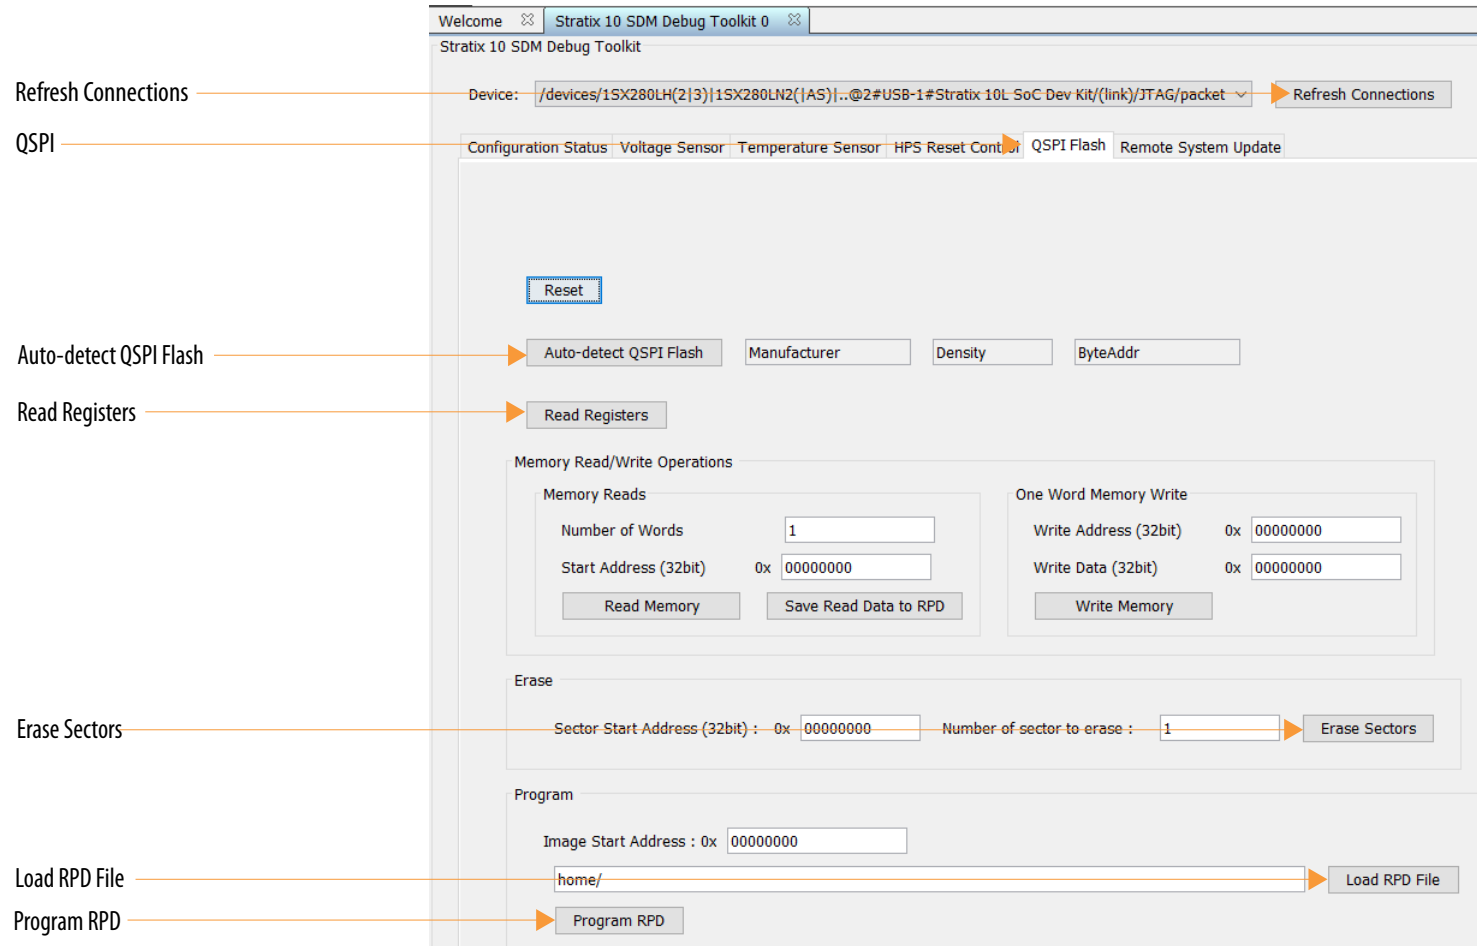 Welcome Stratix 10 SDM Debug Toolkit 0
Stratix 10 SDM Debug Toolkit
Refresh Connections
Device: /devices/1SX280LH(2|3)|1SX280LN2(|AS)|..@2#USB-1#Stratix 10L SoC Dev Kit/(link)/JTAG/packet Refresh Connections
QSPI
Configuration Status Voltage Sensor Temperature Sensor HPS Reset Control QSPI Flash Remote System Update
Reset
Auto-detect QSPI Flash
Auto-detect QSPI Flash Manufacturer Density ByteAddr
Read Registers
Read Registers
Memory Read/Write Operations
Memory Reads
Number of Words 1
Start Address (32bit) 0x 00000000
Read Memory Save Read Data to RPD
One Word Memory Write
Write Address (32bit) 0x 00000000
Write Data (32bit) 0x 00000000
Write Memory
Erase
Erase Sectors
Sector Start Address (32bit) : 0x 00000000 Number of sector to erase : 1 Erase Sectors
Program
Image Start Address : 0x 00000000
Load RPD File
home/ Load RPD File
Program RPD
Program RPD